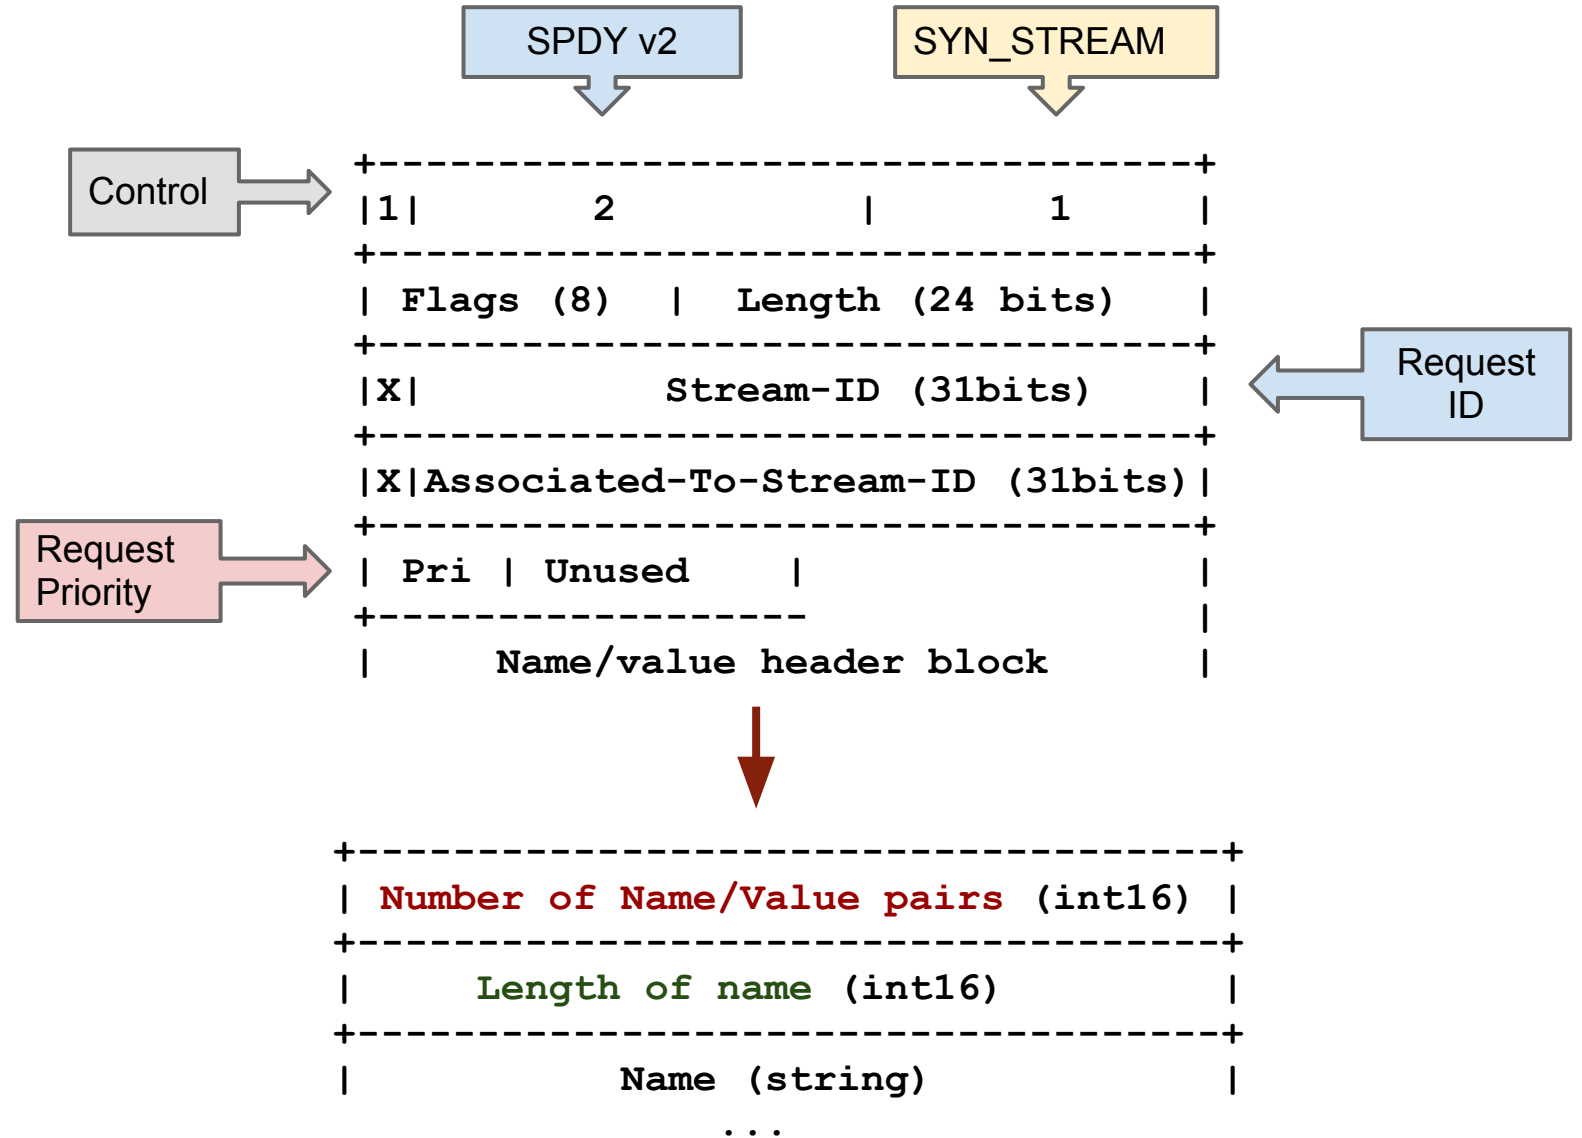 SPDY v2
SYN_STREAM
Control
+----------------------------------+
|1|       2          |       1     |
+----------------------------------+
| Flags (8)  |  Length (24 bits)   |
+----------------------------------+
|X|          Stream-ID (31bits)    |
+----------------------------------+
Request
ID
|X|Associated-To-Stream-ID (31bits)|
+----------------------------------+
Request
Priority
| Pri | Unused    |                |
+------------------                |
|     Name/value header block      |
+------------------------------------+
| Number of Name/Value pairs (int16) |
+------------------------------------+
|     Length of name (int16)         |
+------------------------------------+
|           Name (string)            |
...